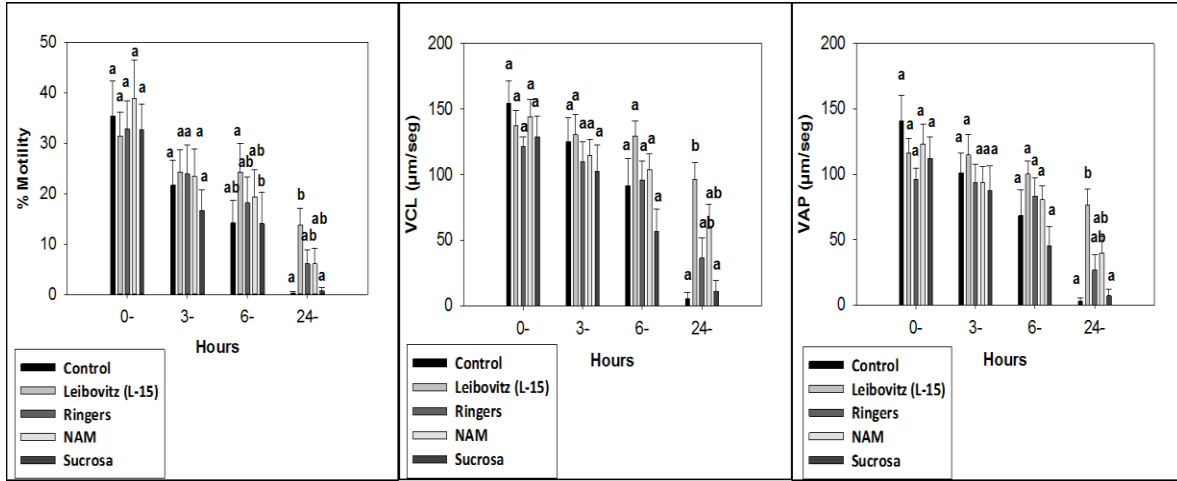 % Motility
50
40
30
20
10
0
a a a a a
a aa a a
ab a ab ab b
a b ab ab a
0- 3- 6- 24-
Hours
Control
Leibovitz (L-15)
Ringers
NAM
Sucrosa
VCL (µm/seg)
200
150
100
50
0
a a a a a
a a aa a
a a a a a
a b ab ab a
0- 3- 6- 24-
Hours
Control
Leibovitz (L-15)
Ringers
NAM
Sucrosa
VAP (µm/seg)
200
150
100
50
0
a a a a a
a a aaa
a a a a a
a b ab ab a
0- 3- 6- 24-
Hours
Control
Leibovitz (L-15)
Ringers
NAM
Sucrosa